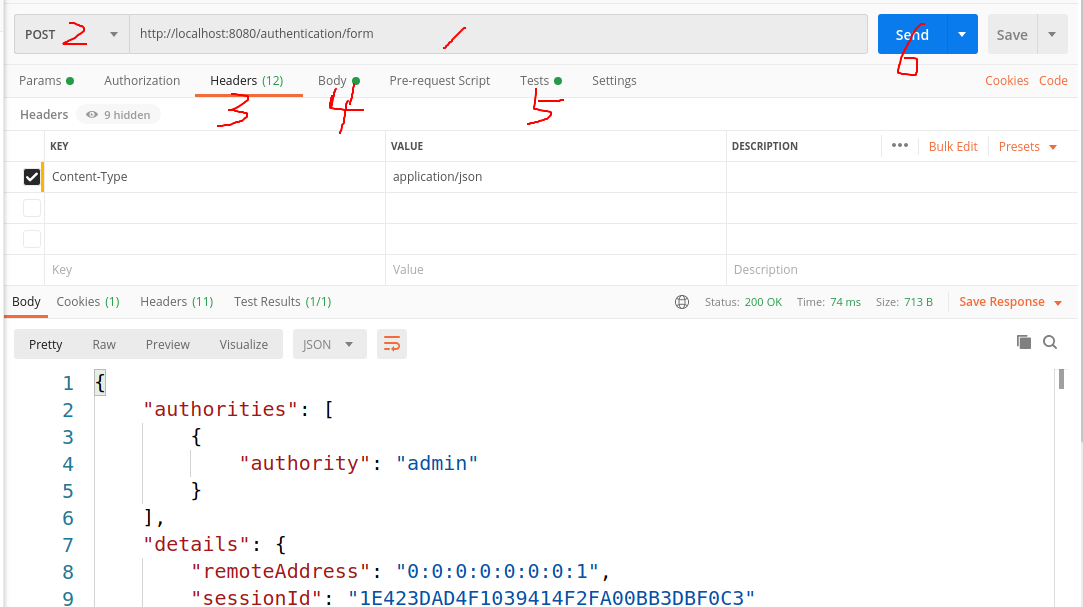 POST 2 http://localhost:8080/authentication/form 1 Send 6 Save
Params Authorization Headers (12) Body Pre-request Script Tests Settings Cookies Code
3 4 5
Headers 9 hidden
KEY VALUE DESCRIPTION ••• Bulk Edit Presets
Content-Type application/json
Key Value Description
Body Cookies (1) Headers (11) Test Results (1/1) Status: 200 OK Time: 74 ms Size: 713 B Save Response
Pretty Raw Preview Visualize JSON
1 {
2 "authorities": [
3 {
4 "authority": "admin"
5 }
6 ],
7 "details": {
8 "remoteAddress": "0:0:0:0:0:0:0:1",
9 "sessionId": "1E423DAD4F1039414F2FA00BB3DBF0C3"